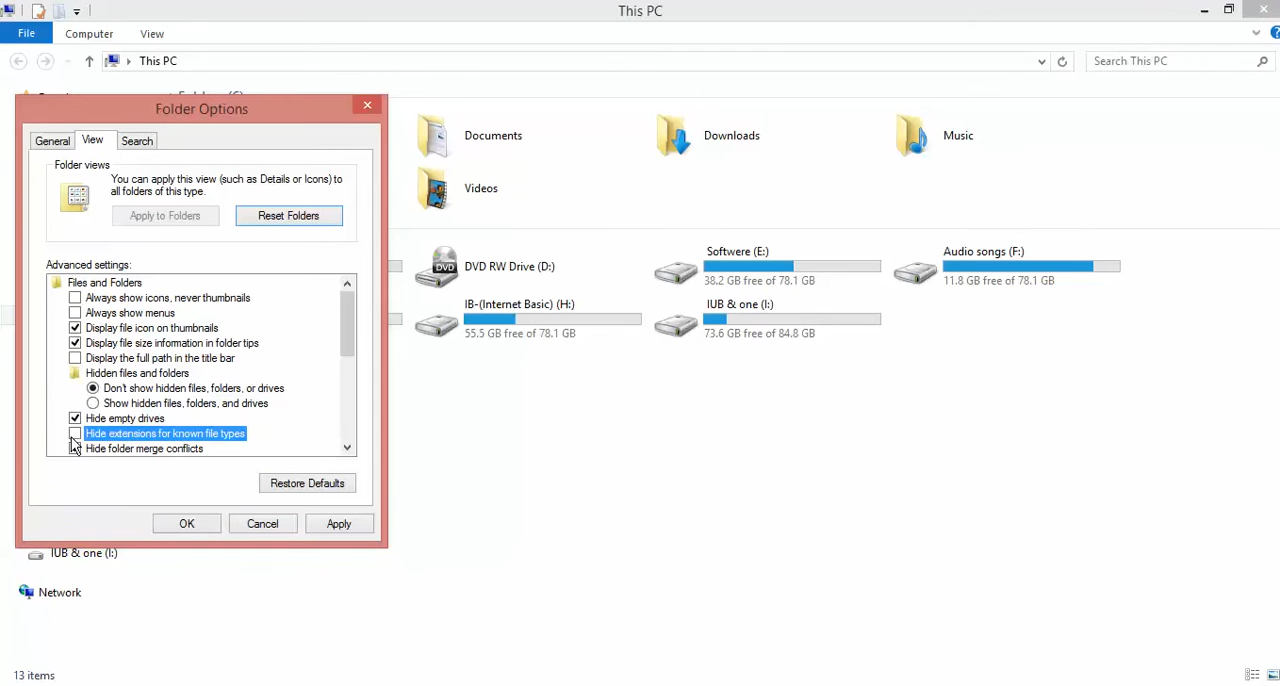 This PC
File
Computer
View
This PC
Search This PC
Folder Options
General
View
Search
Folder views
You can apply this view (such as Details or Icons) to
all folders of this type.
Apply to Folders
Reset Folders
Advanced settings:
Files and Folders
Always show icons, never thumbnails
Always show menus
Display file icon on thumbnails
Display file size information in folder tips
Display the full path in the title bar
Hidden files and folders
Don't show hidden files, folders, or drives
Show hidden files, folders, and drives
Hide empty drives
Hide extensions for known file types
Hide folder merge conflicts
Restore Defaults
OK
Cancel
Apply
Documents
Downloads
Music
Videos
DVD
DVD RW Drive (D:)
Softwere (E:)
38.2 GB free of 78.1 GB
Audio songs (F:)
11.8 GB free of 78.1 GB
IB-(Internet Basic) (H:)
55.5 GB free of 78.1 GB
IUB & one (I:)
73.6 GB free of 84.8 GB
IUB & one (I:)
Network
13 items